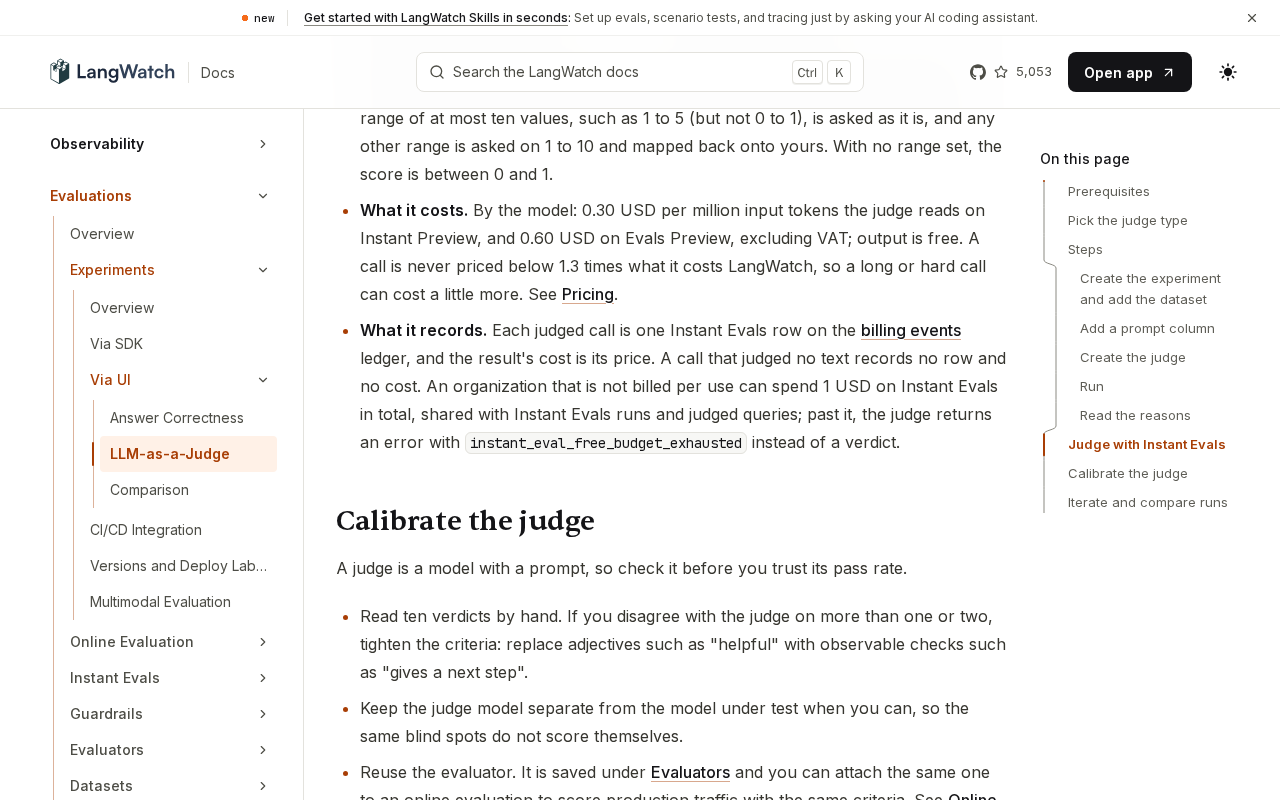 new
Get started with LangWatch Skills in seconds: Set up evals, scenario tests, and tracing just by asking your AI coding assistant.
LangWatch
Docs
Search the LangWatch docs
Ctrl
K
5,053
Open app
Observability
Evaluations
Overview
Experiments
Overview
Via SDK
Via UI
Answer Correctness
LLM-as-a-Judge
Comparison
CI/CD Integration
Versions and Deploy Lab...
Multimodal Evaluation
Online Evaluation
Instant Evals
Guardrails
Evaluators
Datasets
range of at most ten values, such as 1 to 5 (but not 0 to 1), is asked as it is, and any
other range is asked on 1 to 10 and mapped back onto yours. With no range set, the
score is between 0 and 1.
What it costs. By the model: 0.30 USD per million input tokens the judge reads on
Instant Preview, and 0.60 USD on Evals Preview, excluding VAT; output is free. A
call is never priced below 1.3 times what it costs LangWatch, so a long or hard call
can cost a little more. See Pricing.
What it records. Each judged call is one Instant Evals row on the billing events
ledger, and the result's cost is its price. A call that judged no text records no row and
no cost. An organization that is not billed per use can spend 1 USD on Instant Evals
in total, shared with Instant Evals runs and judged queries; past it, the judge returns
an error with instant_eval_free_budget_exhausted instead of a verdict.
Calibrate the judge
A judge is a model with a prompt, so check it before you trust its pass rate.
Read ten verdicts by hand. If you disagree with the judge on more than one or two,
tighten the criteria: replace adjectives such as "helpful" with observable checks such
as "gives a next step".
Keep the judge model separate from the model under test when you can, so the
same blind spots do not score themselves.
Reuse the evaluator. It is saved under Evaluators and you can attach the same one
to an online evaluation to score production traffic with the same criteria. See Online
On this page
Prerequisites
Pick the judge type
Steps
Create the experiment
and add the dataset
Add a prompt column
Create the judge
Run
Read the reasons
Judge with Instant Evals
Calibrate the judge
Iterate and compare runs